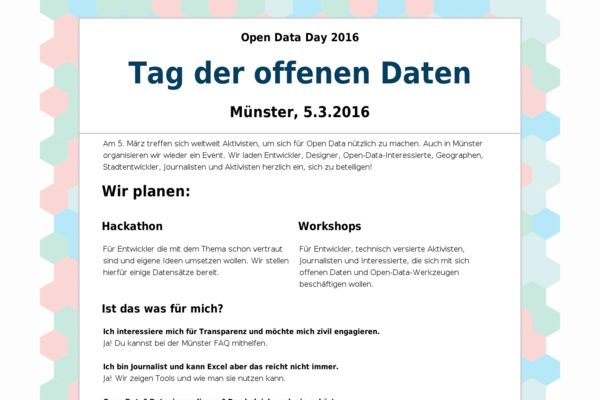 Open Data Day 2016
Tag der offenen Daten
Münster, 5.3.2016
Am 5. März treffen sich weltweit Aktivisten, um sich für Open Data nützlich zu machen. Auch in Münster
organisieren wir wieder ein Event. Wir laden Entwickler, Designer, Open-Data-Interessierte, Geographen,
Stadtentwickler, Journalisten und Aktivisten herzlich ein, sich zu beteiligen!
Wir planen:
Hackathon
Für Entwickler die mit dem Thema schon vertraut
sind und eigene Ideen umsetzen wollen. Wir stellen
hierfür einige Datensätze bereit.
Workshops
Für Entwickler, technisch versierte Aktivisten,
Journalisten und Interessierte, die sich mit sich
offenen Daten und Open-Data-Werkzeugen
beschäftigen wollen.
Ist das was für mich?
Ich interessiere mich für Transparenz und möchte mich zivil engagieren.
Ja! Du kannst bei der Münster FAQ mithelfen.
Ich bin Journalist und kann Excel aber das reicht nicht immer.
Ja! Wir zeigen Tools und wie man sie nutzen kann.